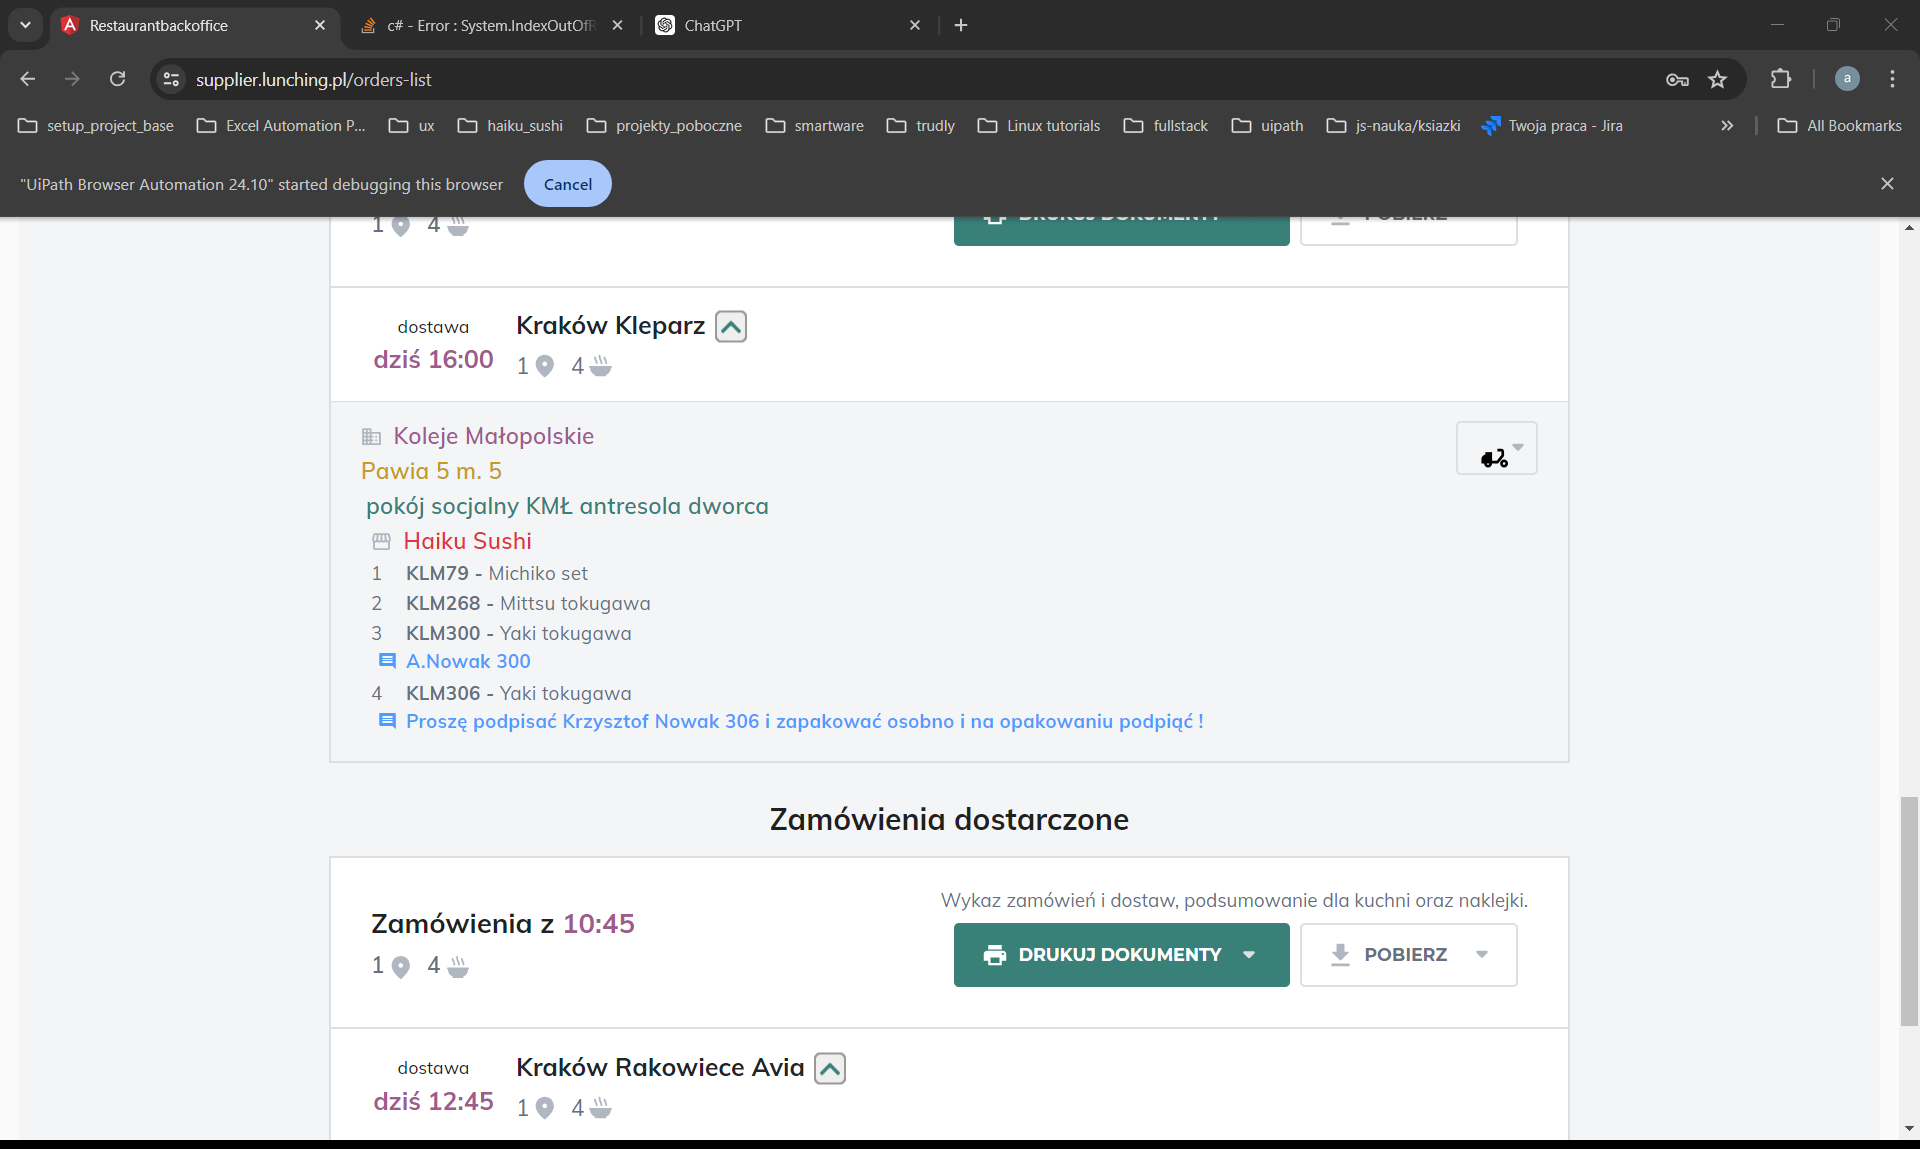 Restaurantbackoffice
c# - Error : System.IndexOutOfR
ChatGPT
supplier.lunching.pl/orders-list
a
setup_project_base
Excel Automation P...
ux
haiku_sushi
projekty_poboczne
smartware
trudly
Linux tutorials
fullstack
uipath
js-nauka/ksiazki
Twoja praca - Jira
All Bookmarks
"UiPath Browser Automation 24.10" started debugging this browser
Cancel
1 4
DRUKUJ DOKUMENTY
POBIERZ
dostawa
dziś 16:00
Kraków Kleparz
1 4
Koleje Małopolskie
Pawia 5 m. 5
pokój socjalny KMŁ antresola dworca
Haiku Sushi
1 KLM79 - Michiko set
2 KLM268 - Mittsu tokugawa
3 KLM300 - Yaki tokugawa
A.Nowak 300
4 KLM306 - Yaki tokugawa
Proszę podpisać Krzysztof Nowak 306 i zapakować osobno i na opakowaniu podpiąć !
Zamówienia dostarczone
Zamówienia z 10:45
1 4
Wykaz zamówień i dostaw, podsumowanie dla kuchni oraz naklejki.
DRUKUJ DOKUMENTY
POBIERZ
dostawa
dziś 12:45
Kraków Rakowiece Avia
1 4